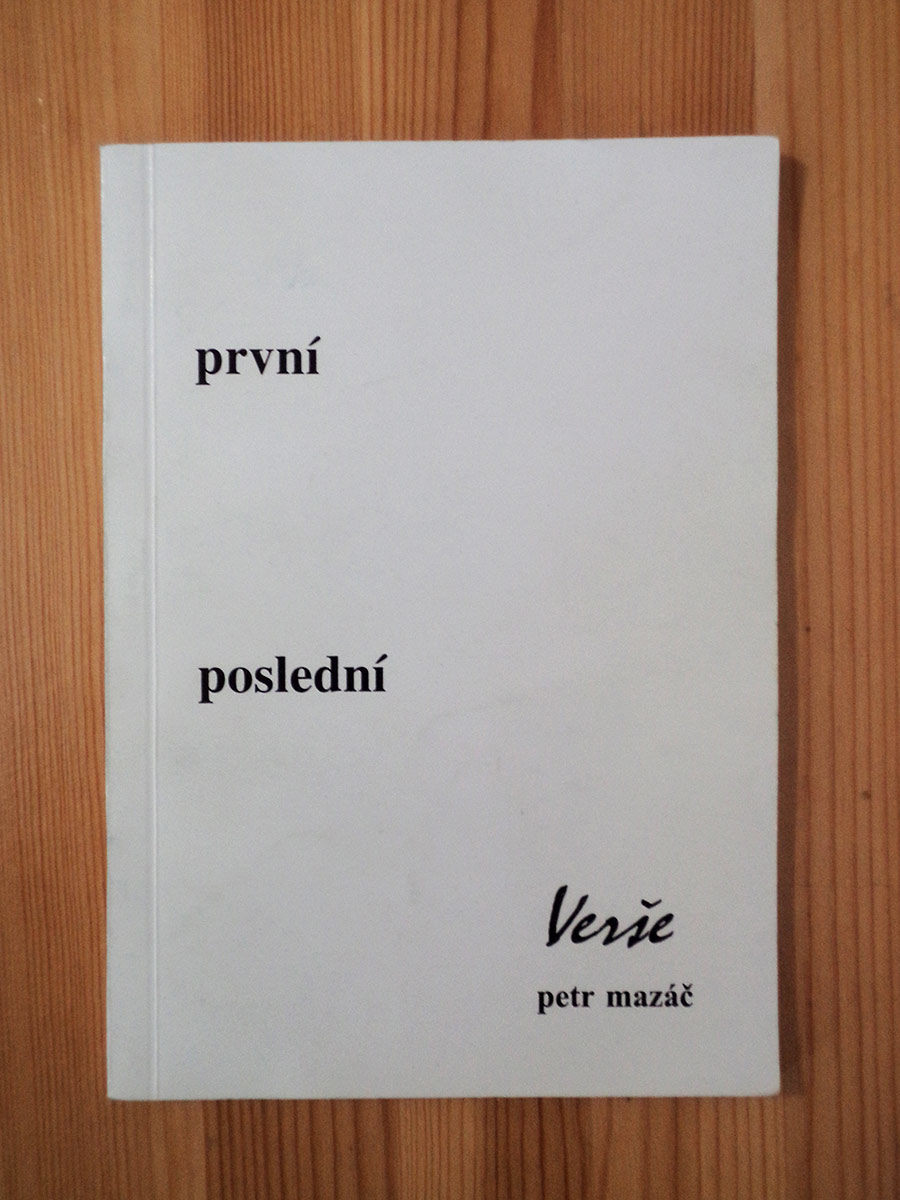 první
poslední
Verše
petr mazáč